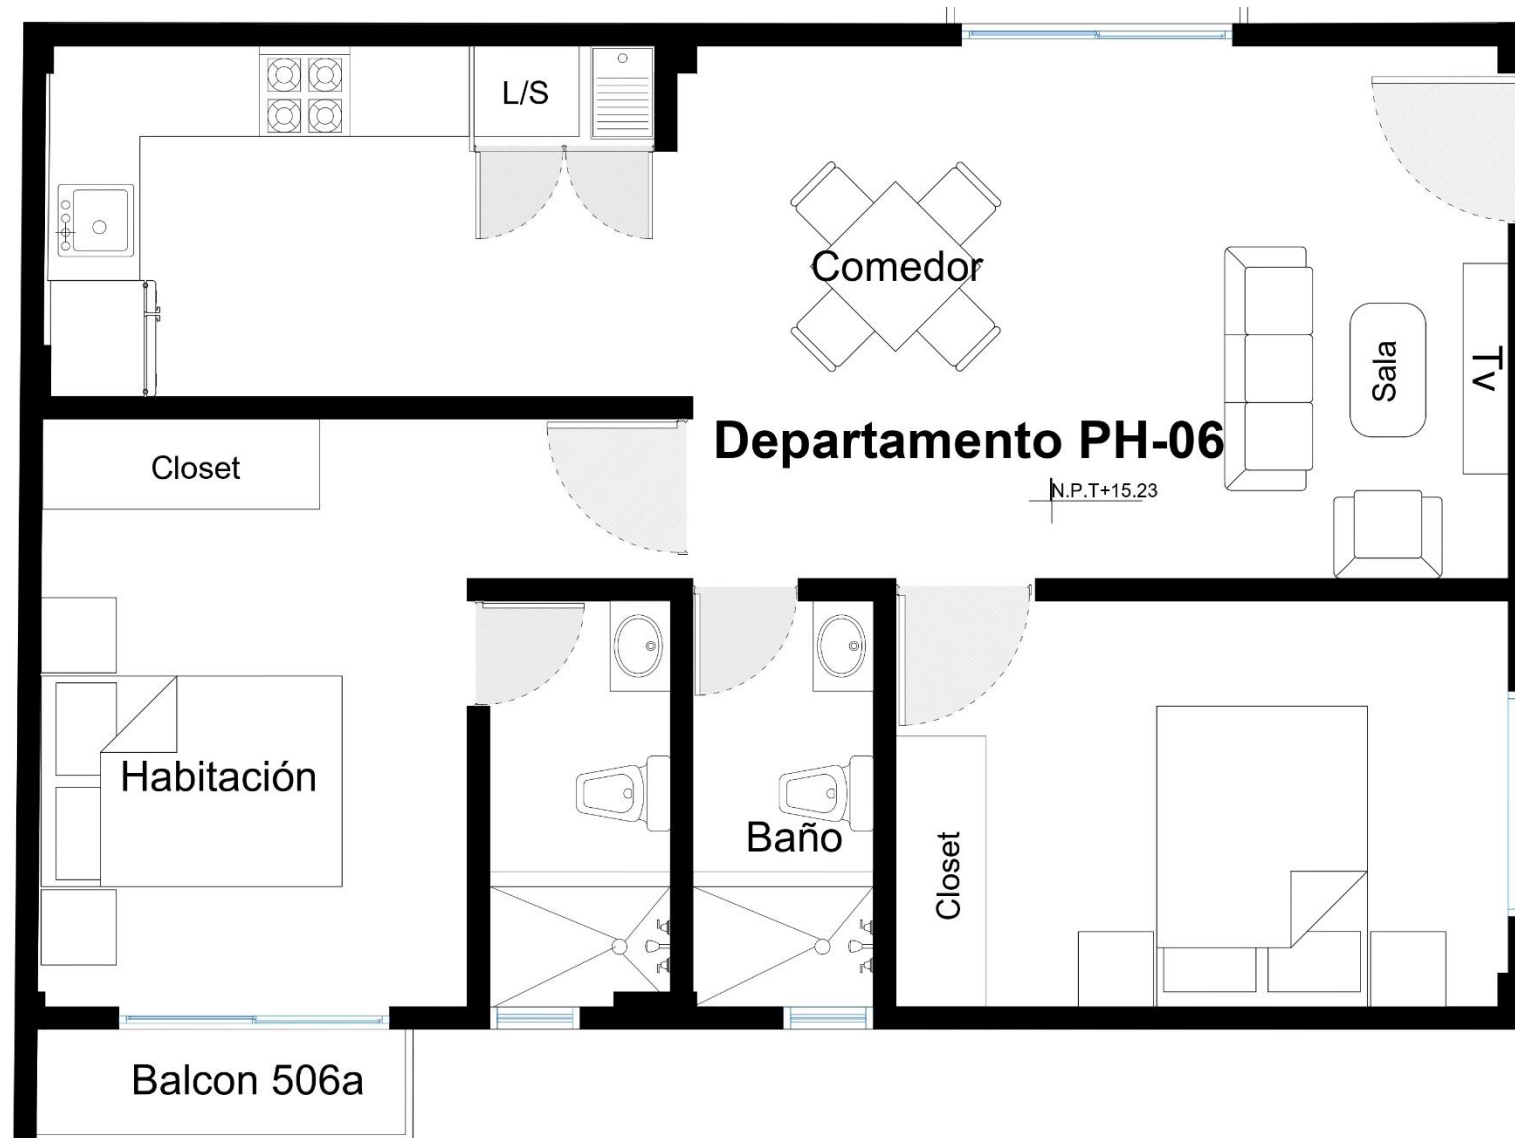 L/S
Comedor
Sala
Tv
Departamento PH-06
Closet
N.P.T+15.23
Habitación
Baño
Closet
Balcon 506a